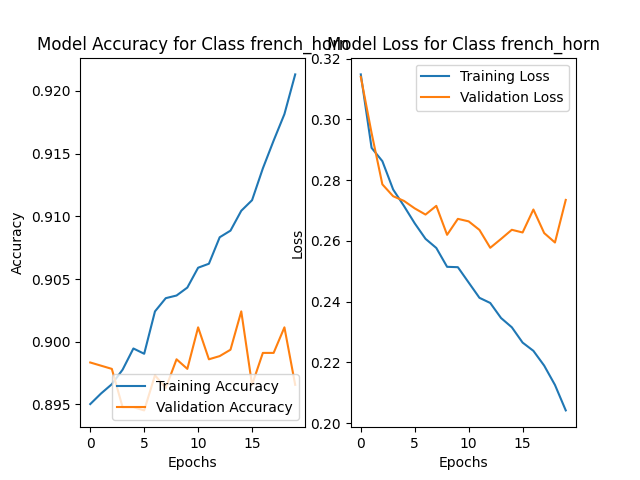 Model Accuracy for Class french_horn
Model Loss for Class french_horn
Accuracy
0.920
0.915
0.910
0.905
0.900
0.895
Training Accuracy
Validation Accuracy
0 5 10 15
Epochs
Loss
0.32
0.30
0.28
0.26
0.24
0.22
0.20
Training Loss
Validation Loss
0 5 10 15
Epochs